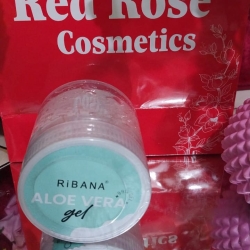 Red Rose
Cosmetics
RiBANA
ALOE VERA
gel